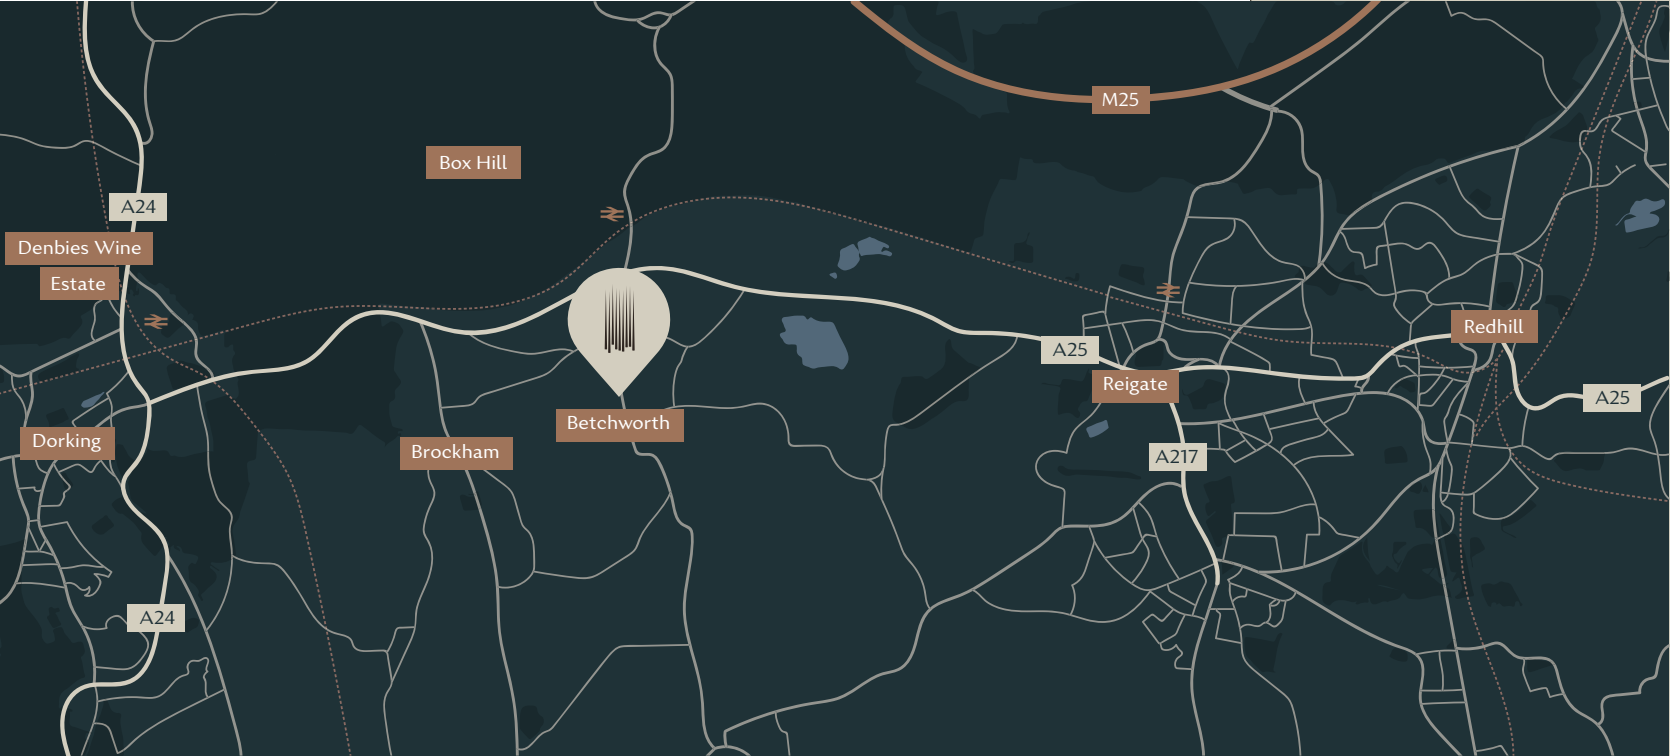 M25
Box Hill
A24
Denbies Wine
Estate
Redhill
A25
Reigate
A25
Betchworth
Dorking
Brockham
A217
A24